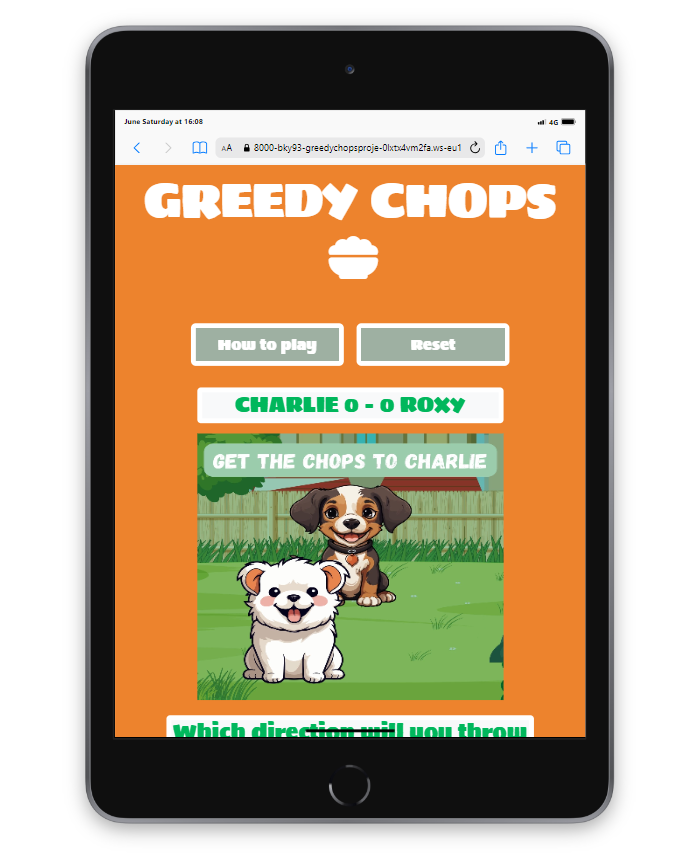 June Saturday at 16:08
4G
AA
8000-bky93-greedychopsproje-0lxtx4vm2fa.ws-eu1
GREEDY CHOPS
How to play
Reset
CHARLIE 0 - 0 ROXY
GET THE CHOPS TO CHARLIE
Which direction will you throw